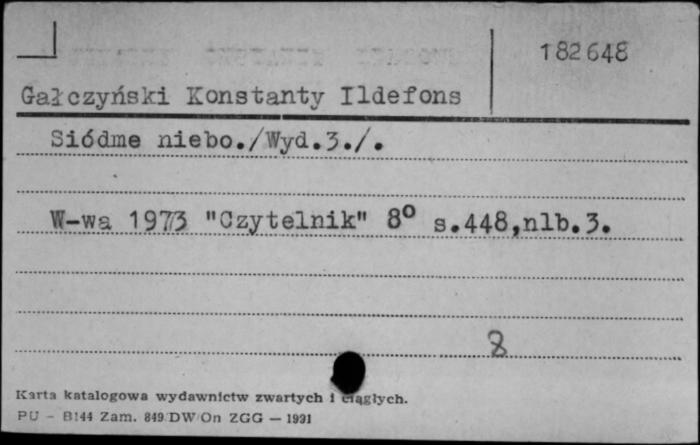 182648
Gałczyński Konstanty Ildefons
Siódme niebo./Wyd.3./.
W-wa 1973 "Czytelnik" 8° s.448,nlb.3.
8
Karta katalogowa wydawnictw zwartych i ciągłych.
PU - B144 Zam. 849 DW On ZGG — 1991